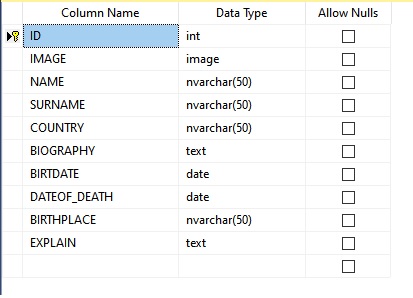 Column Name Data Type Allow Nulls
ID int
IMAGE image
NAME nvarchar(50)
SURNAME nvarchar(50)
COUNTRY nvarchar(50)
BIOGRAPHY text
BIRTDATE date
DATEOF_DEATH date
BIRTHPLACE nvarchar(50)
EXPLAIN text